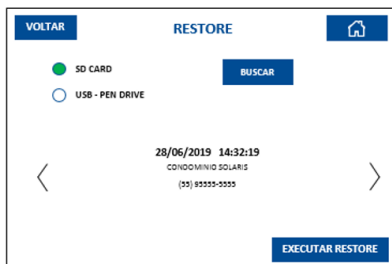 VOLTAR
RESTORE
SD CARD
BUSCAR
USB - PEN DRIVE
28/06/2019 14:32:19
CONDOMINIO SOLARIS
(55) 95555-5555
EXECUTAR RESTORE